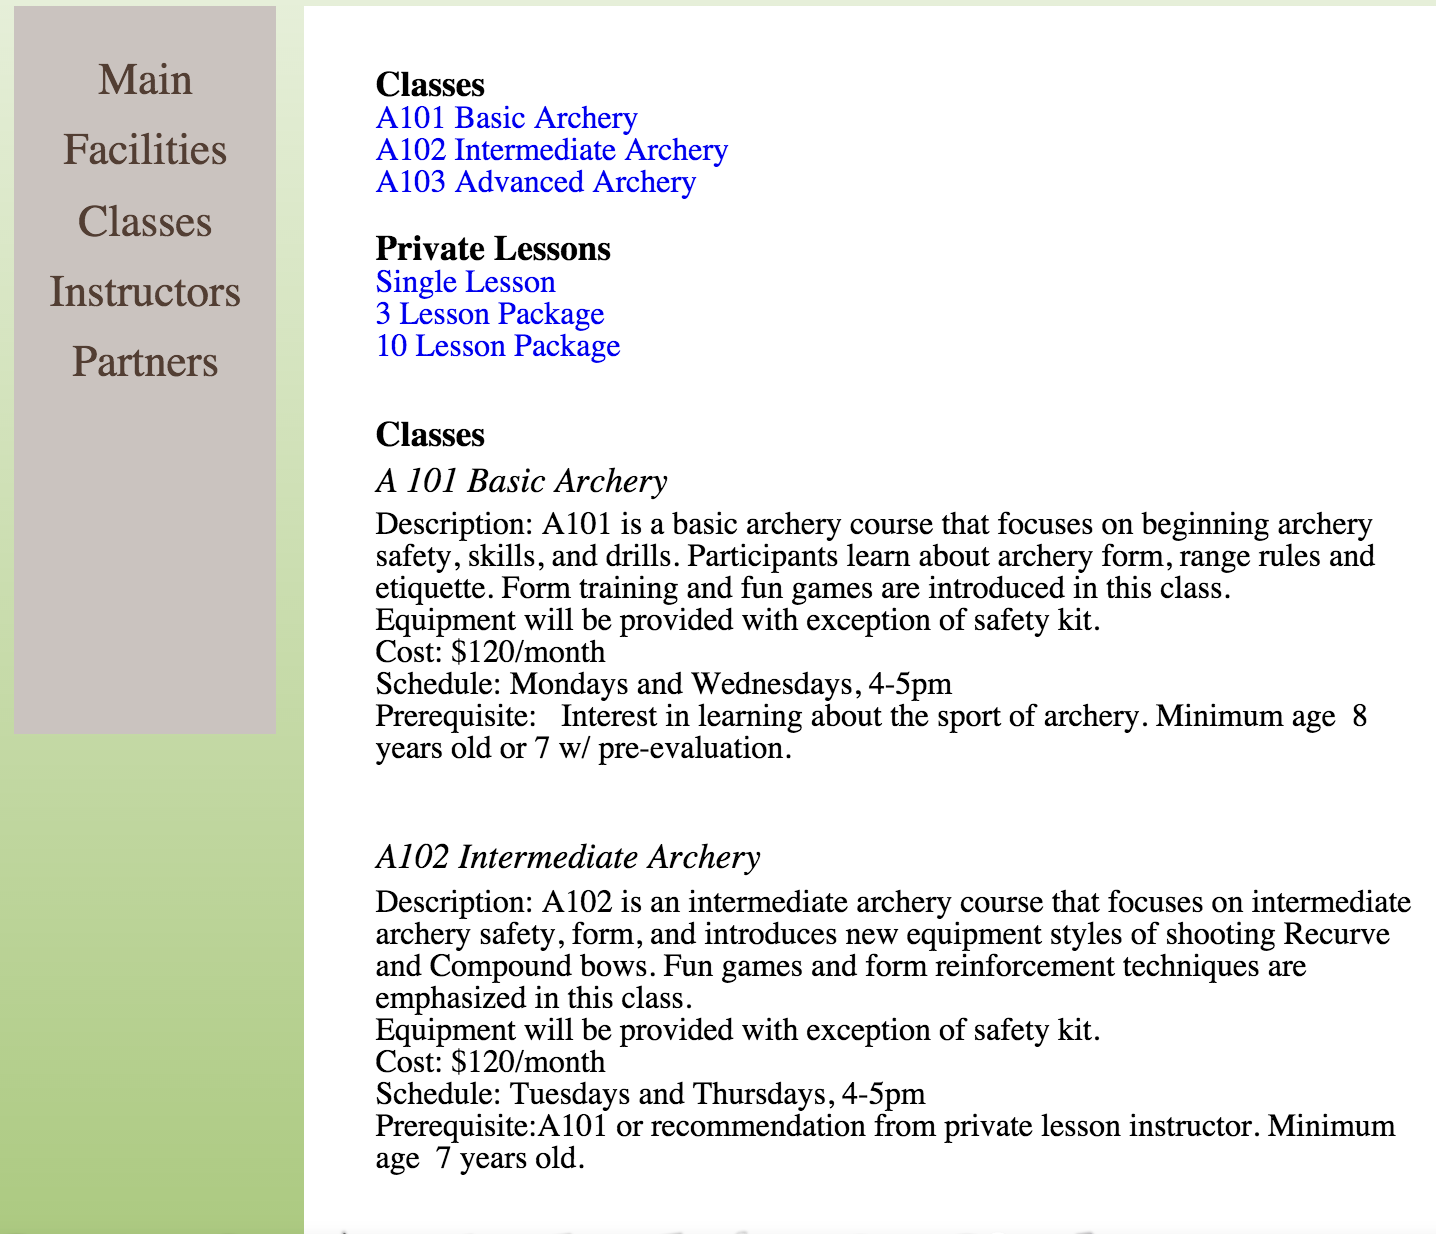 Main
Facilities
Classes
Instructors
Partners
Classes
A101 Basic Archery
A102 Intermediate Archery
A103 Advanced Archery
Private Lessons
Single Lesson
3 Lesson Package
10 Lesson Package
Classes
A 101 Basic Archery
Description: A101 is a basic archery course that focuses on beginning archery
safety, skills, and drills. Participants learn about archery form, range rules and
etiquette. Form training and fun games are introduced in this class.
Equipment will be provided with exception of safety kit.
Cost: $120/month
Schedule: Mondays and Wednesdays, 4-5pm
Prerequisite:   Interest in learning about the sport of archery. Minimum age  8
years old or 7 w/ pre-evaluation.
A102 Intermediate Archery
Description: A102 is an intermediate archery course that focuses on intermediate
archery safety, form, and introduces new equipment styles of shooting Recurve
and Compound bows. Fun games and form reinforcement techniques are
emphasized in this class.
Equipment will be provided with exception of safety kit.
Cost: $120/month
Schedule: Tuesdays and Thursdays, 4-5pm
Prerequisite:A101 or recommendation from private lesson instructor. Minimum
age  7 years old.